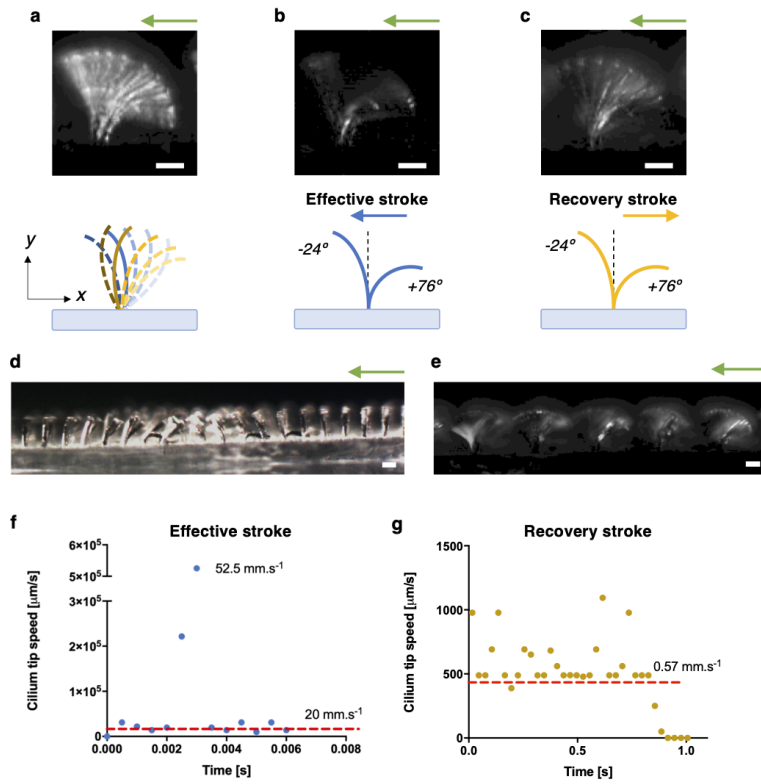 a
b
c
Effective stroke
Recovery stroke
y
x
-24º
+76º
-24º
+76º
d
e
f
Effective stroke
Cilium tip speed [μm/s]
6×10⁵
5×10⁵
3×10⁵
2×10⁵
1×10⁵
0
52.5 mm.s⁻¹
20 mm.s⁻¹
0.000
0.002
0.004
0.006
0.008
Time [s]
g
Recovery stroke
Cilium tip speed [μm/s]
1500
1000
500
0
0.57 mm.s⁻¹
0.0
0.5
1.0
Time [s]